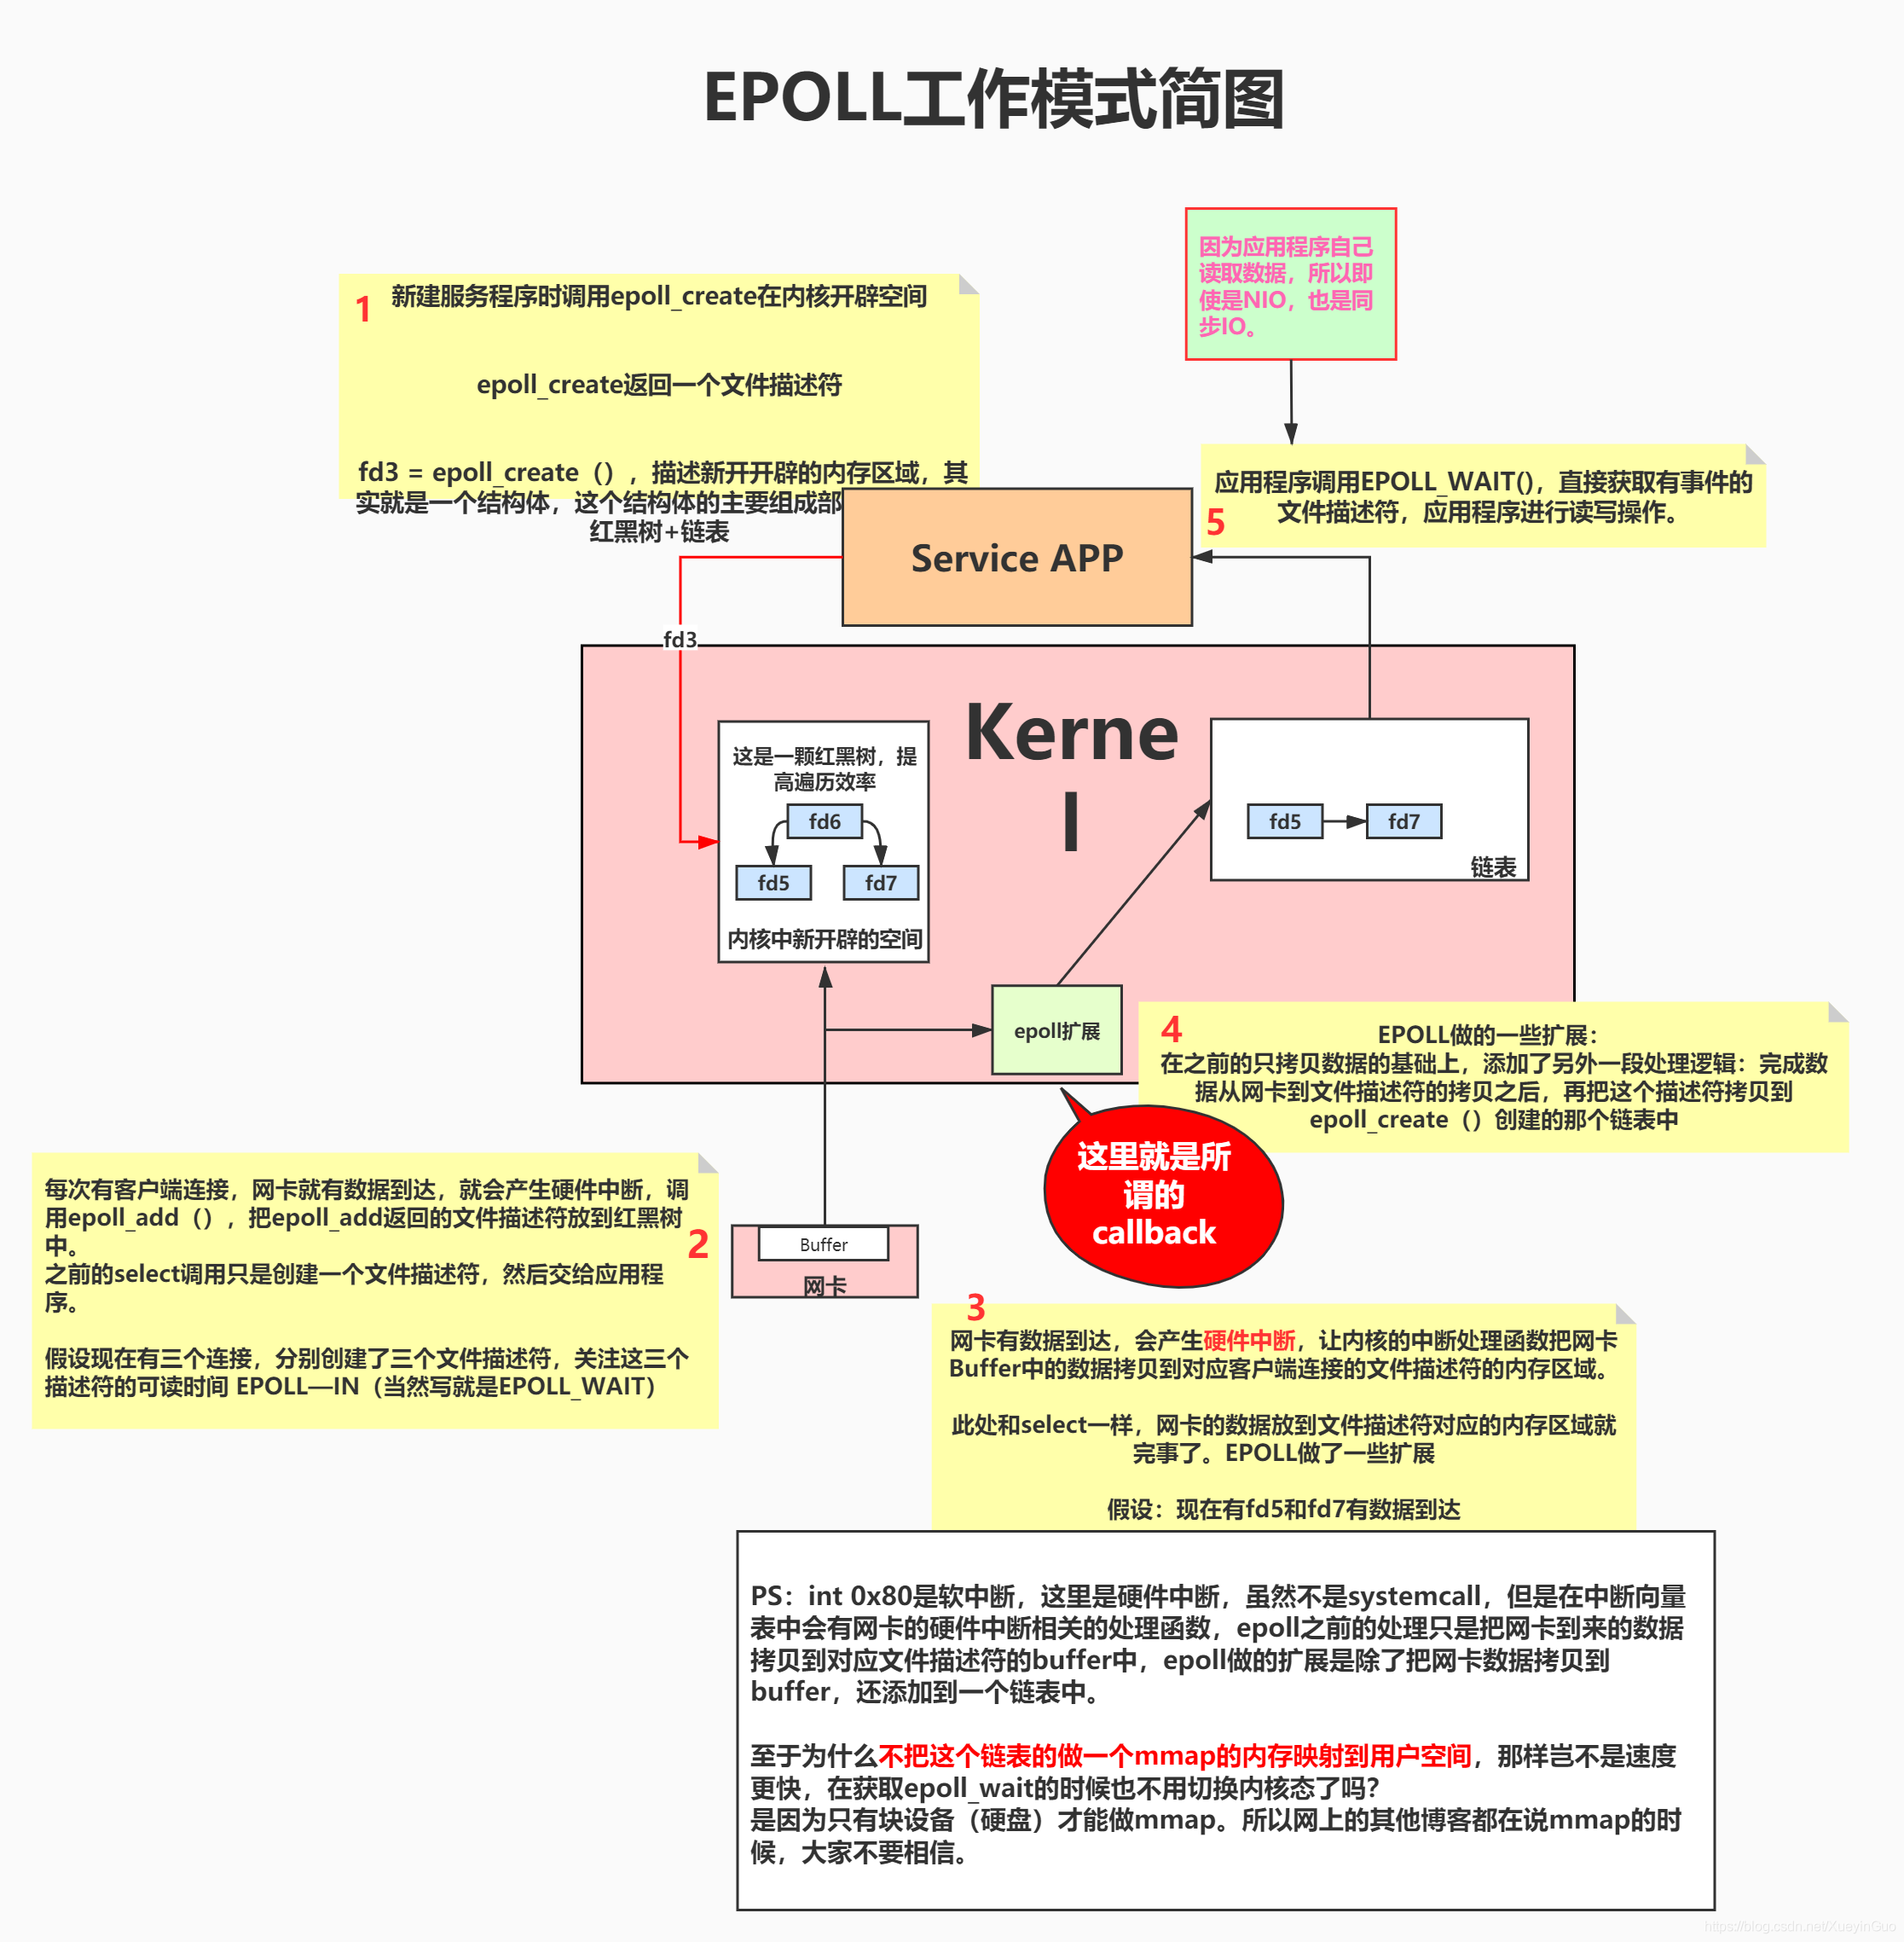 EPOLL工作模式简图
因为应用程序自己
读取数据，所以即
使是NIO，也是同
步IO。
1
新建服务程序时调用epoll_create在内核开辟空间
epoll_create返回一个文件描述符
fd3 = epoll_create（），描述新开开辟的内存区域，其
实就是一个结构体，这个结构体的主要组成部
红黑树+链表
应用程序调用EPOLL_WAIT()，直接获取有事件的
文件描述符，应用程序进行读写操作。
5
Service APP
fd3
Kerne
l
这是一颗红黑树，提
高遍历效率
fd6
fd5
fd7
内核中新开辟的空间
fd5
fd7
链表
epoll扩展
4
EPOLL做的一些扩展：
在之前的只拷贝数据的基础上，添加了另外一段处理逻辑：完成数
据从网卡到文件描述符的拷贝之后，再把这个描述符拷贝到
epoll_create（）创建的那个链表中
这里就是所
谓的
callback
每次有客户端连接，网卡就有数据到达，就会产生硬件中断，调
用epoll_add（），把epoll_add返回的文件描述符放到红黑树
中。
之前的select调用只是创建一个文件描述符，然后交给应用程
序。
假设现在有三个连接，分别创建了三个文件描述符，关注这三个
描述符的可读时间 EPOLL—IN（当然写就是EPOLL_WAIT）
2
Buffer
网卡
3
网卡有数据到达，会产生硬件中断，让内核的中断处理函数把网卡
Buffer中的数据拷贝到对应客户端连接的文件描述符的内存区域。
此处和select一样，网卡的数据放到文件描述符对应的内存区域就
完事了。EPOLL做了一些扩展
假设：现在有fd5和fd7有数据到达
PS：int 0x80是软中断，这里是硬件中断，虽然不是systemcall，但是在中断向量
表中会有网卡的硬件中断相关的处理函数，epoll之前的处理只是把网卡到来的数据
拷贝到对应文件描述符的buffer中，epoll做的扩展是除了把网卡数据拷贝到
buffer，还添加到一个链表中。
至于为什么不把这个链表的做一个mmap的内存映射到用户空间，那样岂不是速度
更快，在获取epoll_wait的时候也不用切换内核态了吗？
是因为只有块设备（硬盘）才能做mmap。所以网上的其他博客都在说mmap的时
候，大家不要相信。
https://blog.csdn.net/XueyinGuo